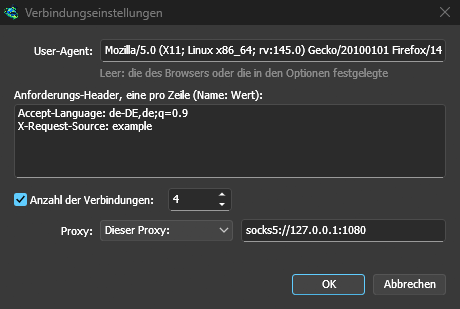 Verbindungseinstellungen
User-Agent: Mozilla/5.0 (X11; Linux x86_64; rv:145.0) Gecko/20100101 Firefox/14
Leer: die des Browsers oder die in den Optionen festgelegte
Anforderungs-Header, eine pro Zeile (Name: Wert):
Accept-Language: de-DE,de;q=0.9
X-Request-Source: example
Anzahl der Verbindungen: 4
Proxy: Dieser Proxy: socks5://127.0.0.1:1080
OK Abbrechen